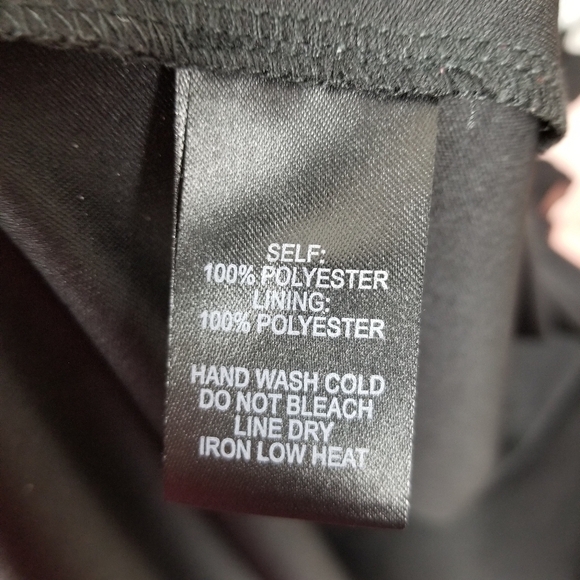 SELF:
100% POLYESTER
LINING:
100% POLYESTER
HAND WASH COLD
DO NOT BLEACH
LINE DRY
IRON LOW HEAT